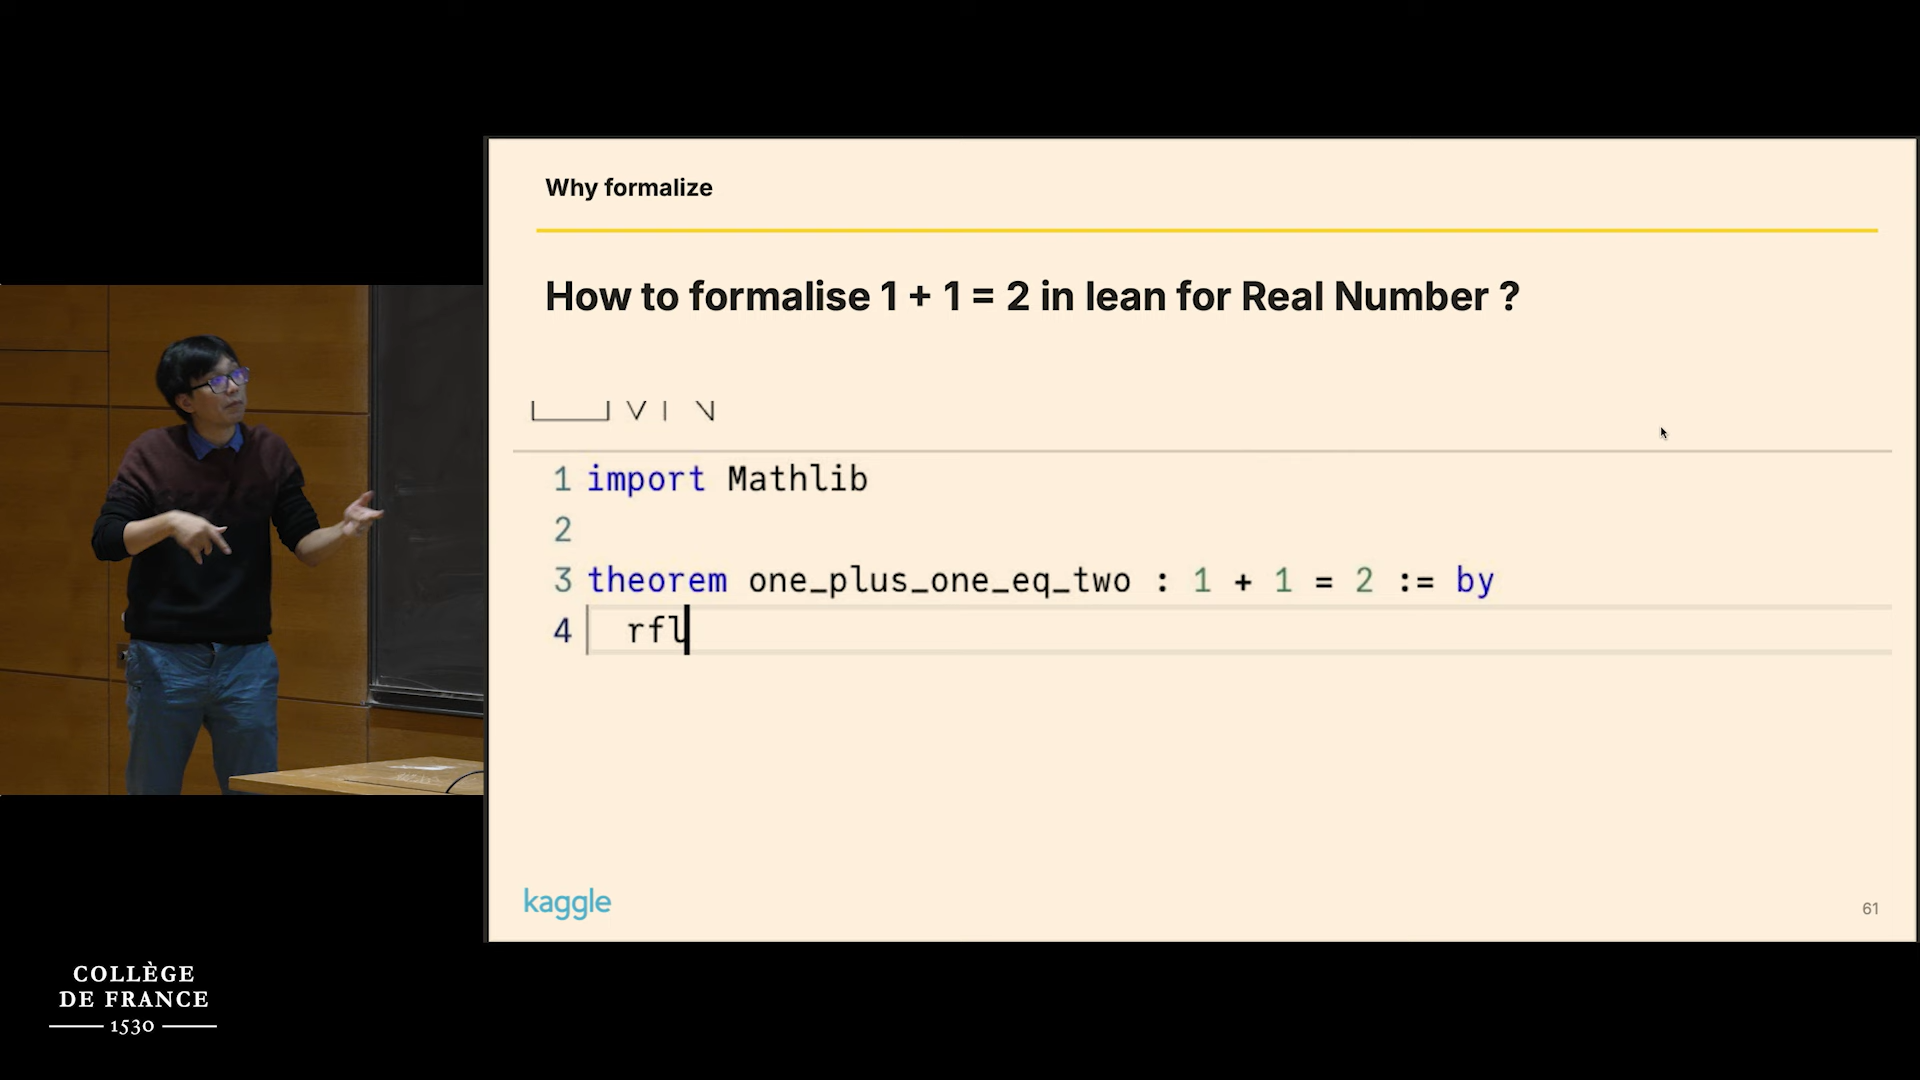 Why formalize
How to formalise 1 + 1 = 2 in lean for Real Number ?
1 import Mathlib
2
3 theorem one_plus_one_eq_two : 1 + 1 = 2 := by
4 rfl
kaggle
61
COLLÈGE
DE FRANCE
1530